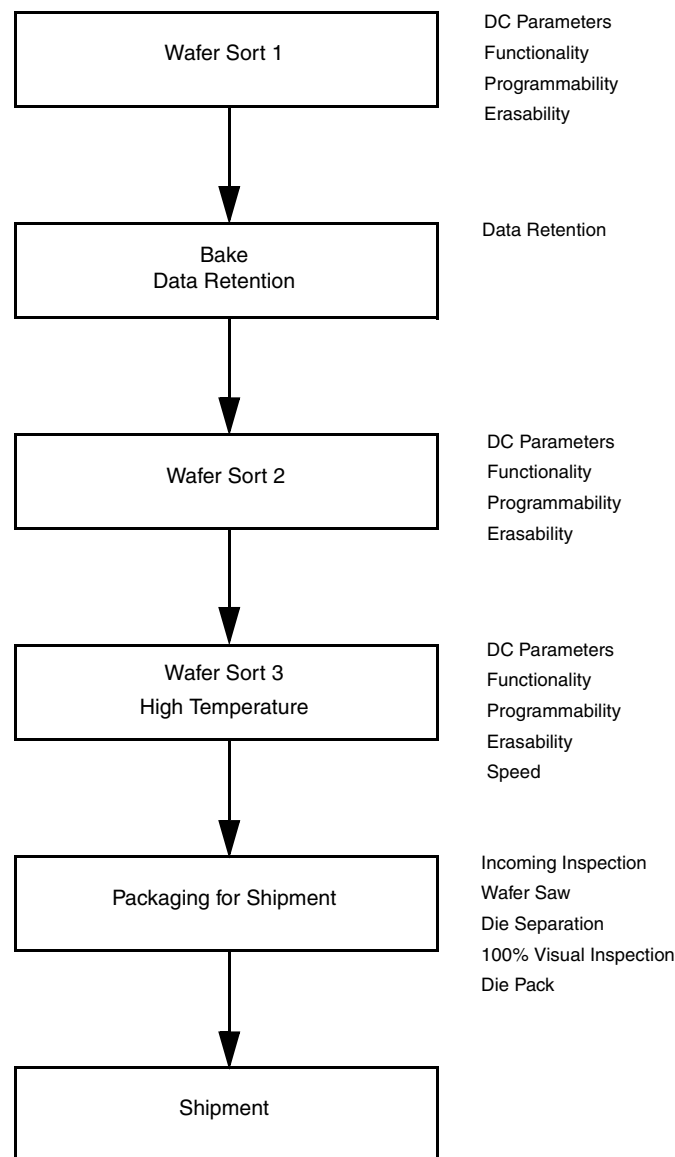 Wafer Sort 1
DC Parameters
Functionality
Programmability
Erasability
Bake
Data Retention
Data Retention
Wafer Sort 2
DC Parameters
Functionality
Programmability
Erasability
Wafer Sort 3
High Temperature
DC Parameters
Functionality
Programmability
Erasability
Speed
Packaging for Shipment
Incoming Inspection
Wafer Saw
Die Separation
100% Visual Inspection
Die Pack
Shipment